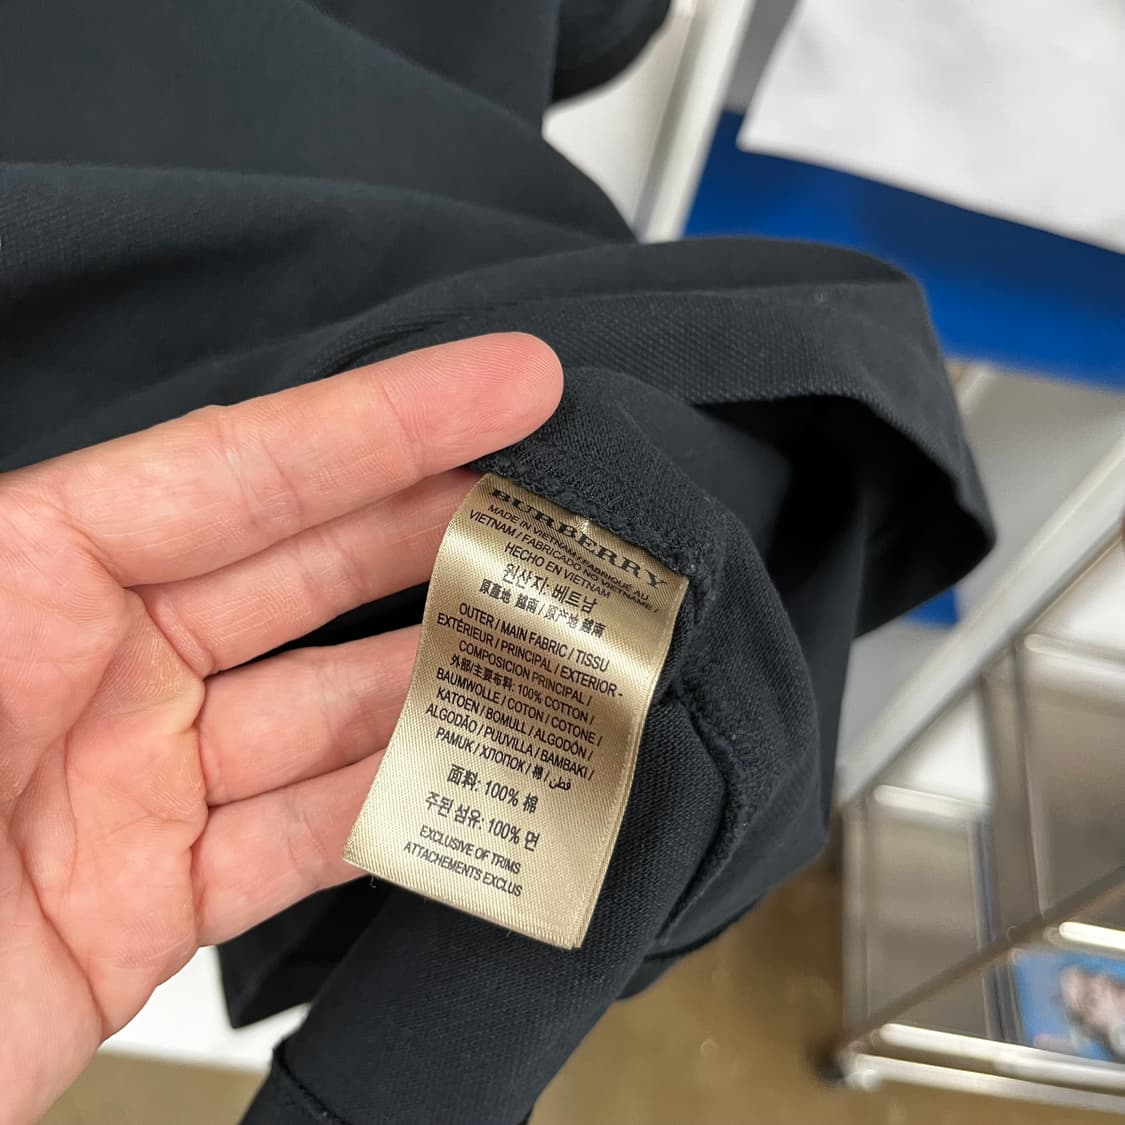 BURBERRY
MADE IN VIETNAM / FABRIQUÉ AU
VIETNAM / FABRICADO NO VIETNAME /
HECHO EN VIETNAM
원산지: 베트남
原產地 越南 / 原产地 越南
OUTER / MAIN FABRIC / TISSU
EXTÉRIEUR / PRINCIPAL / EXTERIOR -
COMPOSICION PRINCIPAL /
外部/主要布料: 100% COTTON /
BAUMWOLLE / COTON / COTONE /
KATOEN / BOMULL / ALGODÓN /
ALGODÃO / PUUVILLA / BAMBAKI /
PAMUK / ХЛОПОК / 棉 / قطن /
面料: 100% 棉
주된 섬유: 100% 면
EXCLUSIVE OF TRIMS
ATTACHEMENTS EXCLUS